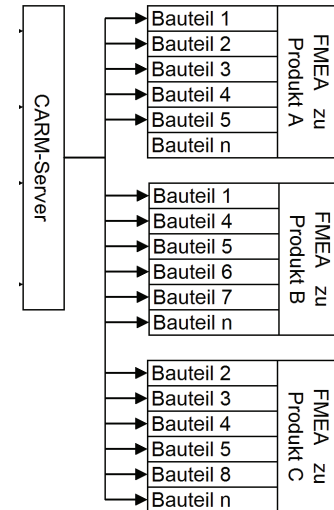 CARM-Server
Bauteil 1
Bauteil 2
Bauteil 3
Bauteil 4
Bauteil 5
Bauteil n
FMEA zu
Produkt A
Bauteil 1
Bauteil 4
Bauteil 5
Bauteil 6
Bauteil 7
Bauteil n
FMEA zu
Produkt B
Bauteil 2
Bauteil 3
Bauteil 4
Bauteil 5
Bauteil 8
Bauteil n
FMEA zu
Produkt C